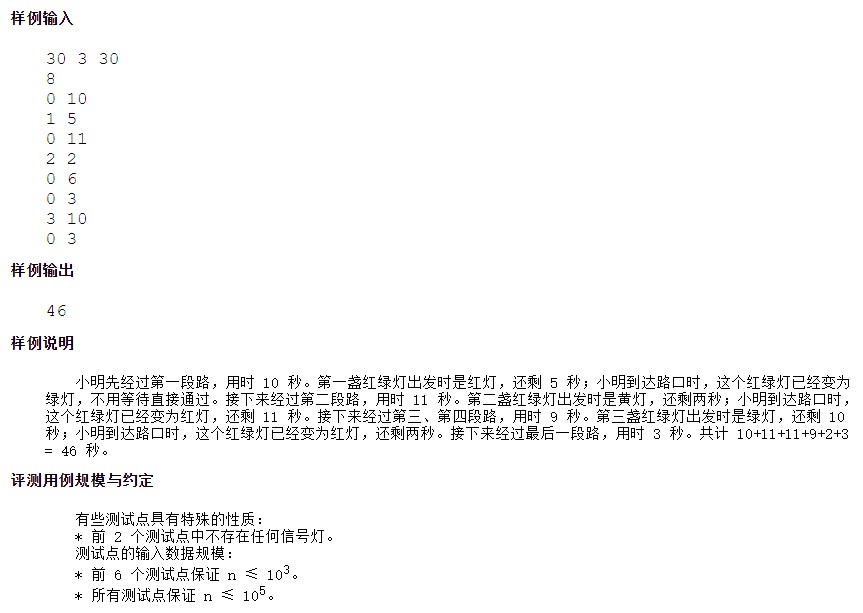 样例输入
30 3 30
8
0 10
1 5
0 11
2 2
0 6
0 3
3 10
0 3
样例输出
46
样例说明
小明先经过第一段路，用时 10 秒。第一盏红绿灯出发时是红灯，还剩 5 秒；小明到达路口时，这个红绿灯已经变为
绿灯，不用等待直接通过。接下来经过第二段路，用时 11 秒。第二盏红绿灯出发时是黄灯，还剩两秒；小明到达路口时，
这个红绿灯已经变为红灯，还剩 11 秒。接下来经过第三、第四段路，用时 9 秒。第三盏红绿灯出发时是绿灯，还剩 10
秒；小明到达路口时，这个红绿灯已经变为红灯，还剩两秒。接下来经过最后一段路，用时 3 秒。共计 10+11+11+9+2+3
= 46 秒。
评测用例规模与约定
有些测试点具有特殊的性质：
* 前 2 个测试点中不存在任何信号灯。
测试点的输入数据规模：
* 前 6 个测试点保证 n ≤ 10³。
* 所有测试点保证 n ≤ 10⁵。